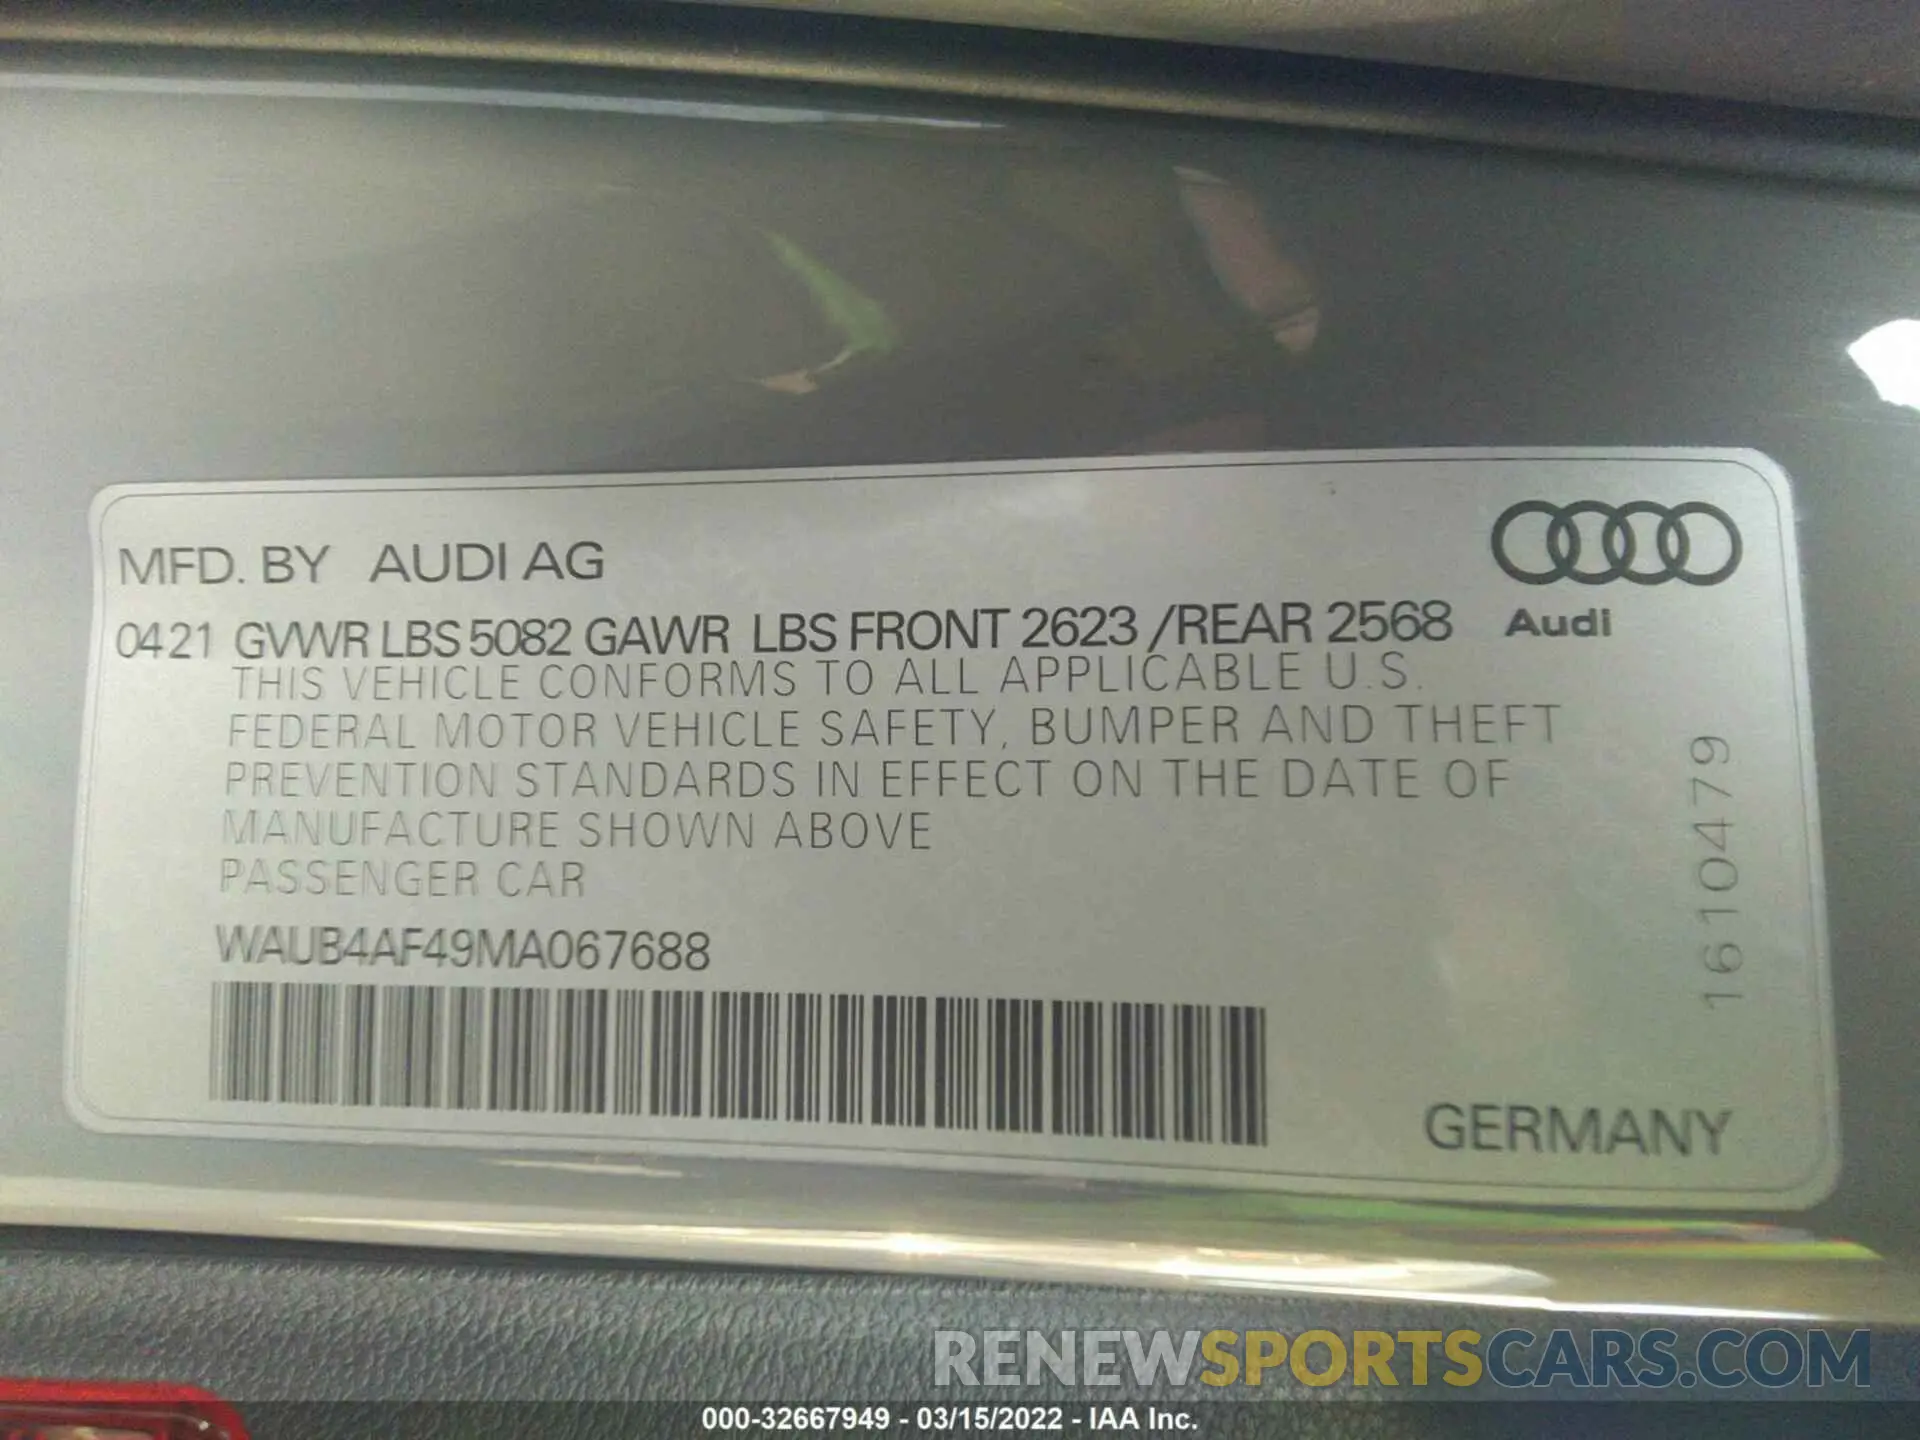 MFD. BY AUDI AG
0421 GVWR LBS 5082 GAWR LBS FRONT 2623 /REAR 2568
Audi
THIS VEHICLE CONFORMS TO ALL APPLICABLE U.S.
FEDERAL MOTOR VEHICLE SAFETY, BUMPER AND THEFT
PREVENTION STANDARDS IN EFFECT ON THE DATE OF
MANUFACTURE SHOWN ABOVE
PASSENGER CAR
WAUB4AF49MA067688
1610479
GERMANY
RENEWSPORTSCARS.COM
000-32667949 - 03/15/2022 - IAA Inc.